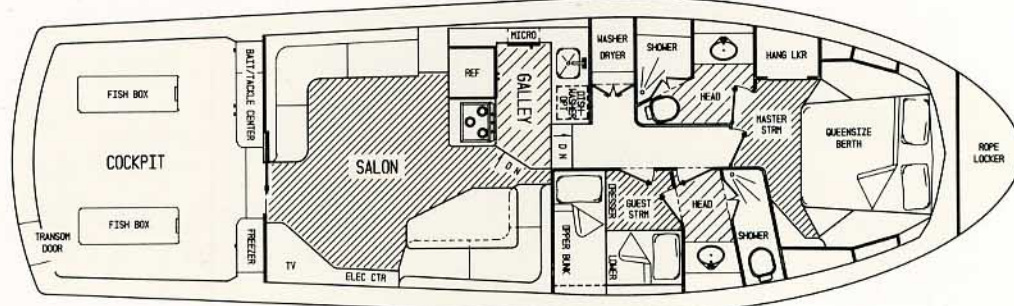 FISH BOX
COCKPIT
FISH BOX
TRANSOM
DOOR
BAIT/TACKLE CENTER
FREEZER
TV
ELEC CTR
SALON
REF
MICRO
GALLEY
DISH
WASHER
OPT
DN
DN
WASHER
DRYER
SHOWER
HEAD
HANG LKR
MASTER
STRM
QUEENSIZE
BERTH
ROPE
LOCKER
UPPER BUNK
DRESSER
LOWER
GUEST
STRM
HEAD
SHOWER